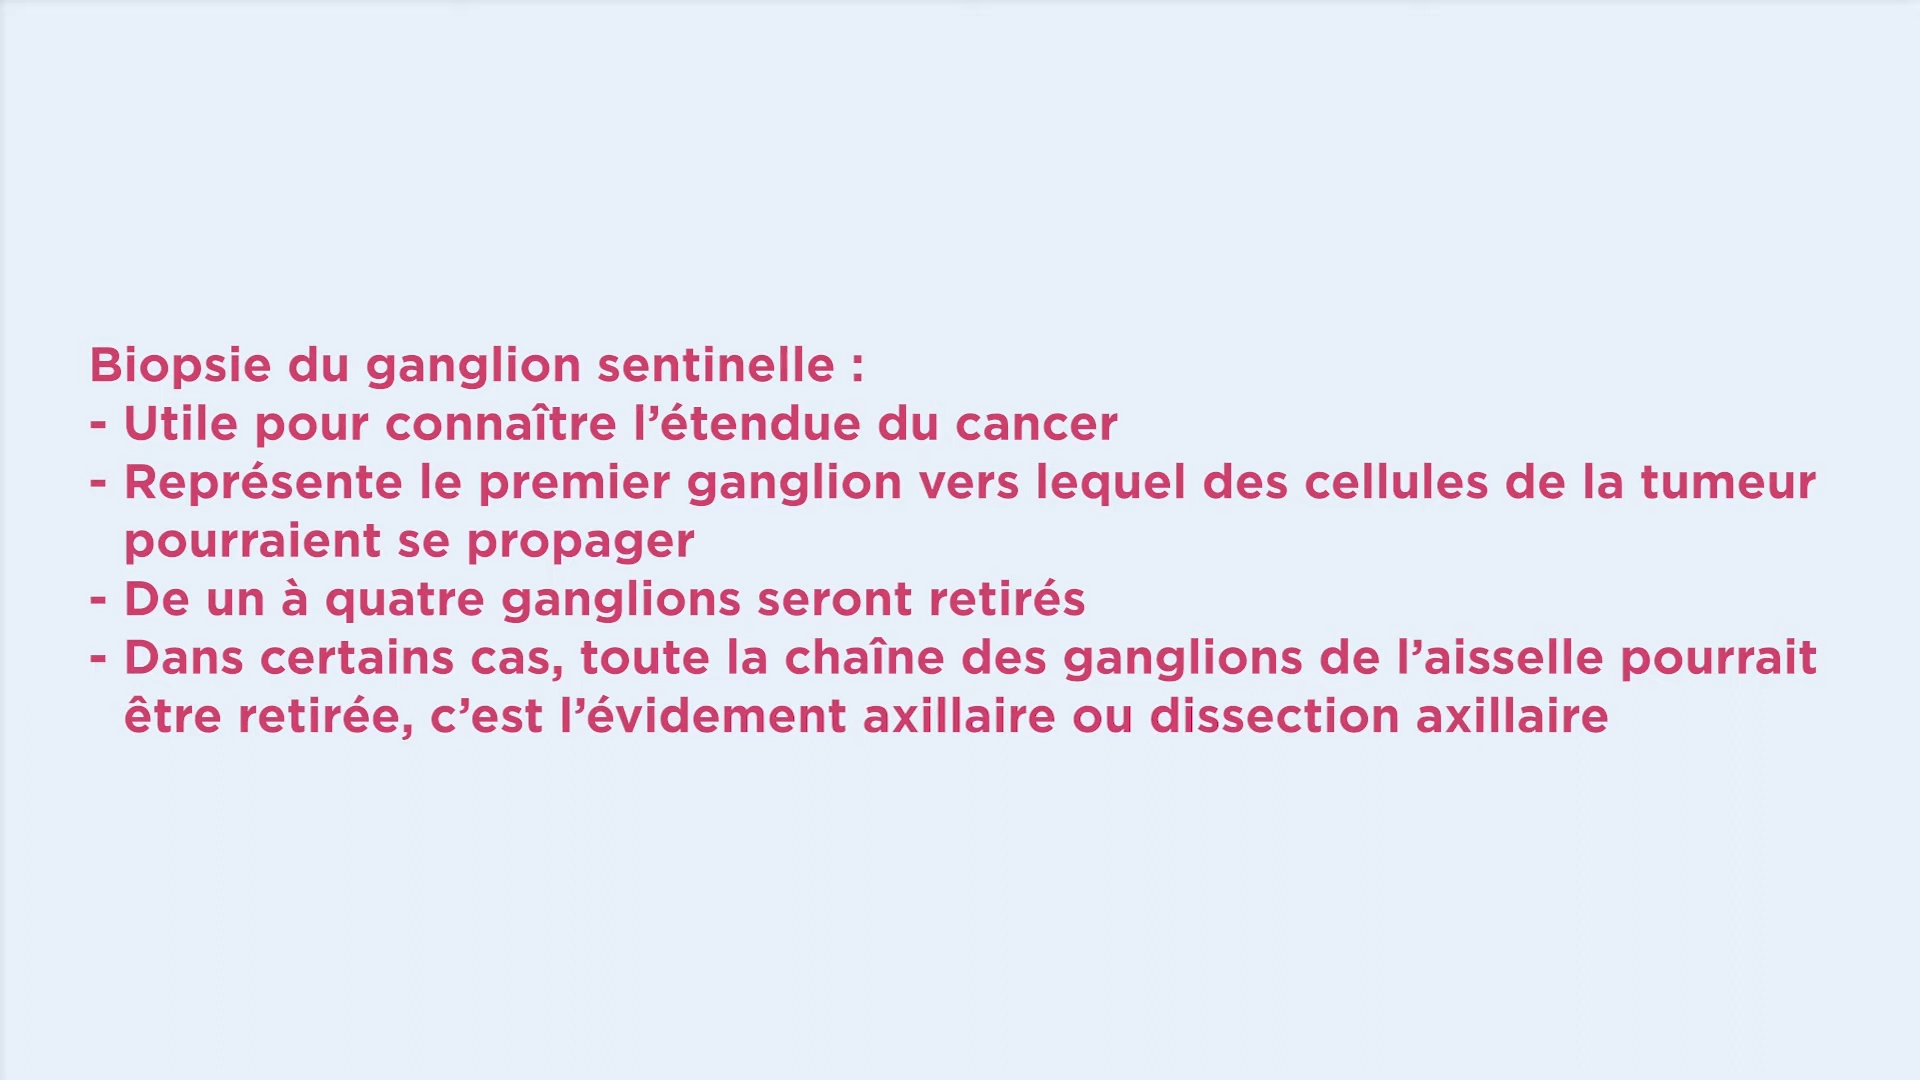 Biopsie du ganglion sentinelle :
- Utile pour connaître l’étendue du cancer
- Représente le premier ganglion vers lequel des cellules de la tumeur
pourraient se propager
- De un à quatre ganglions seront retirés
- Dans certains cas, toute la chaîne des ganglions de l’aisselle pourrait
être retirée, c’est l’évidement axillaire ou dissection axillaire